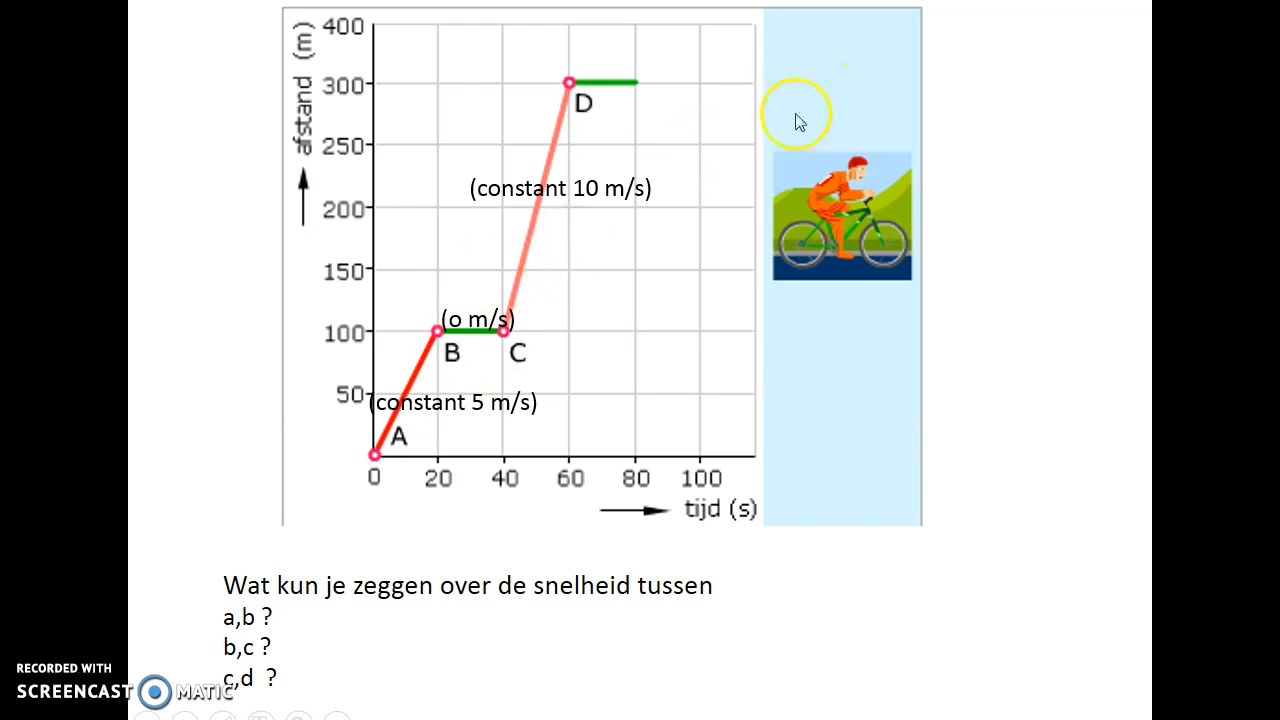 afstand (m)
400
300
250
200
150
100
50
D
(constant 10 m/s)
(o m/s)
B
C
(constant 5 m/s)
A
0 20 40 60 80 100
tijd (s)
Wat kun je zeggen over de snelheid tussen
a,b ?
b,c ?
c,d ?
RECORDED WITH
SCREENCAST MATIC